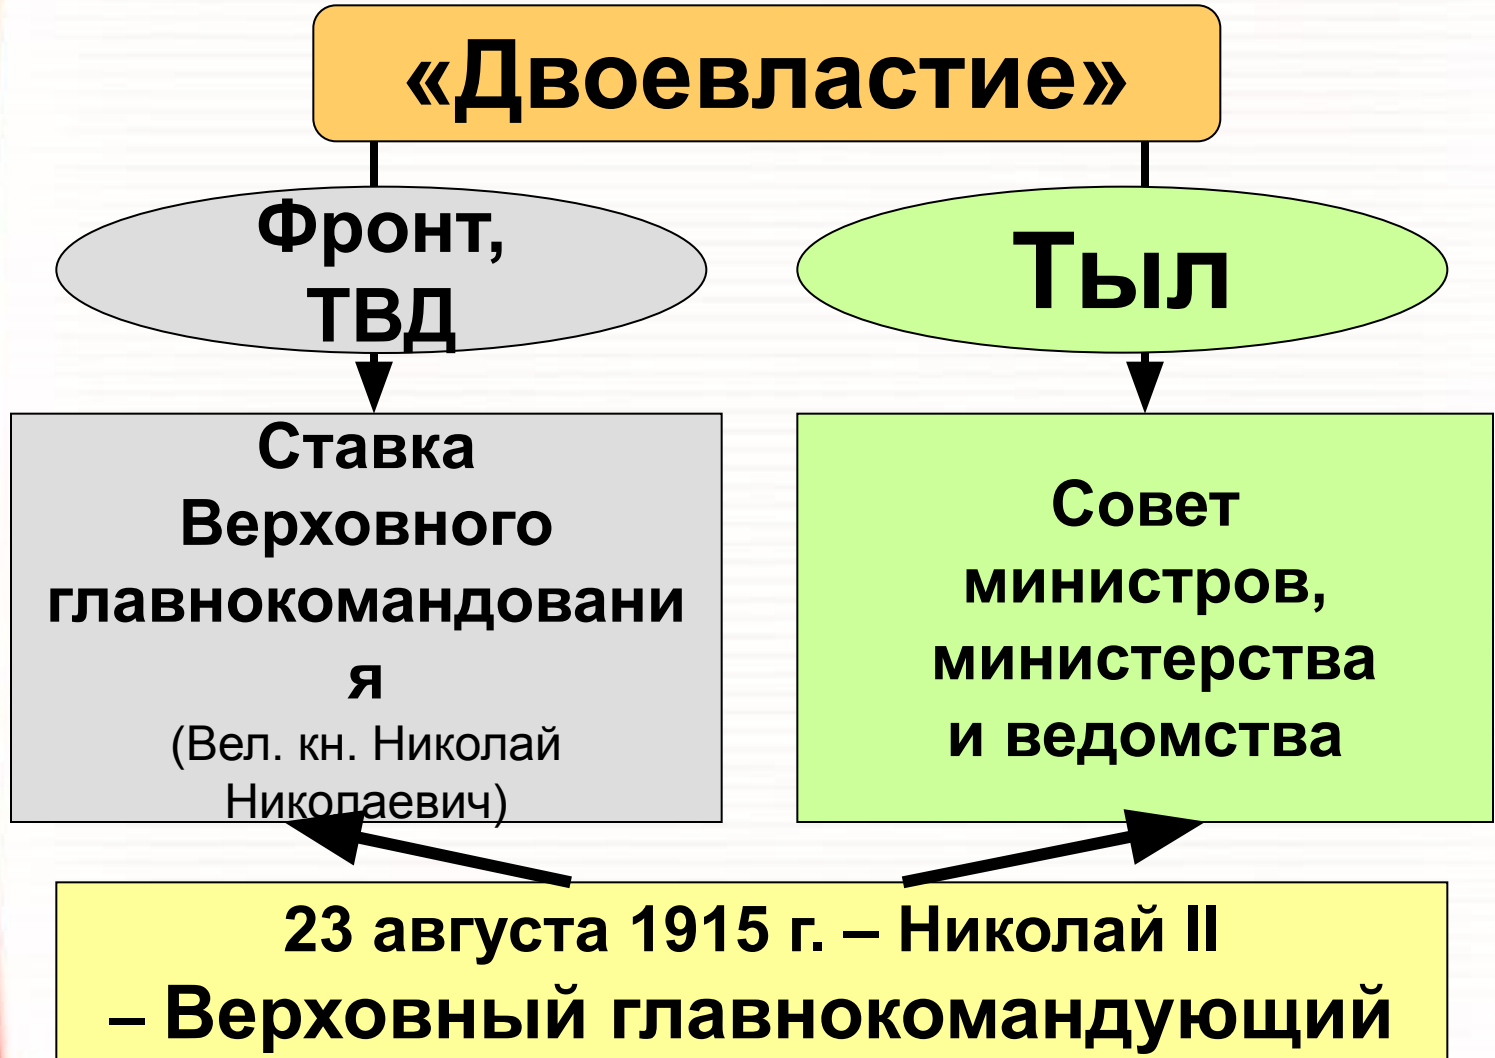 «Двоевластие»
Фронт,
ТВД
Тыл
Ставка
Верховного
главнокомандовани
я
(Вел. кн. Николай
Николаевич)
Совет
министров,
министерства
и ведомства
23 августа 1915 г. – Николай II
– Верховный главнокомандующий